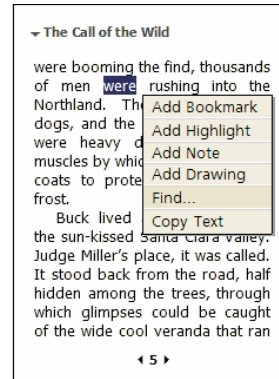 The Call of the Wild
were booming the find, thousands
of men were rushing into the
Northland. The
dogs, and the
were heavy d
muscles by whic
coats to prote
frost.
Add Bookmark
Add Highlight
Add Note
Add Drawing
Find...
Copy Text
Buck lived
the sun-kissed Santa Clara Valley.
Judge Miller's place, it was called.
It stood back from the road, half
hidden among the trees, through
which glimpses could be caught
of the wide cool veranda that ran
5